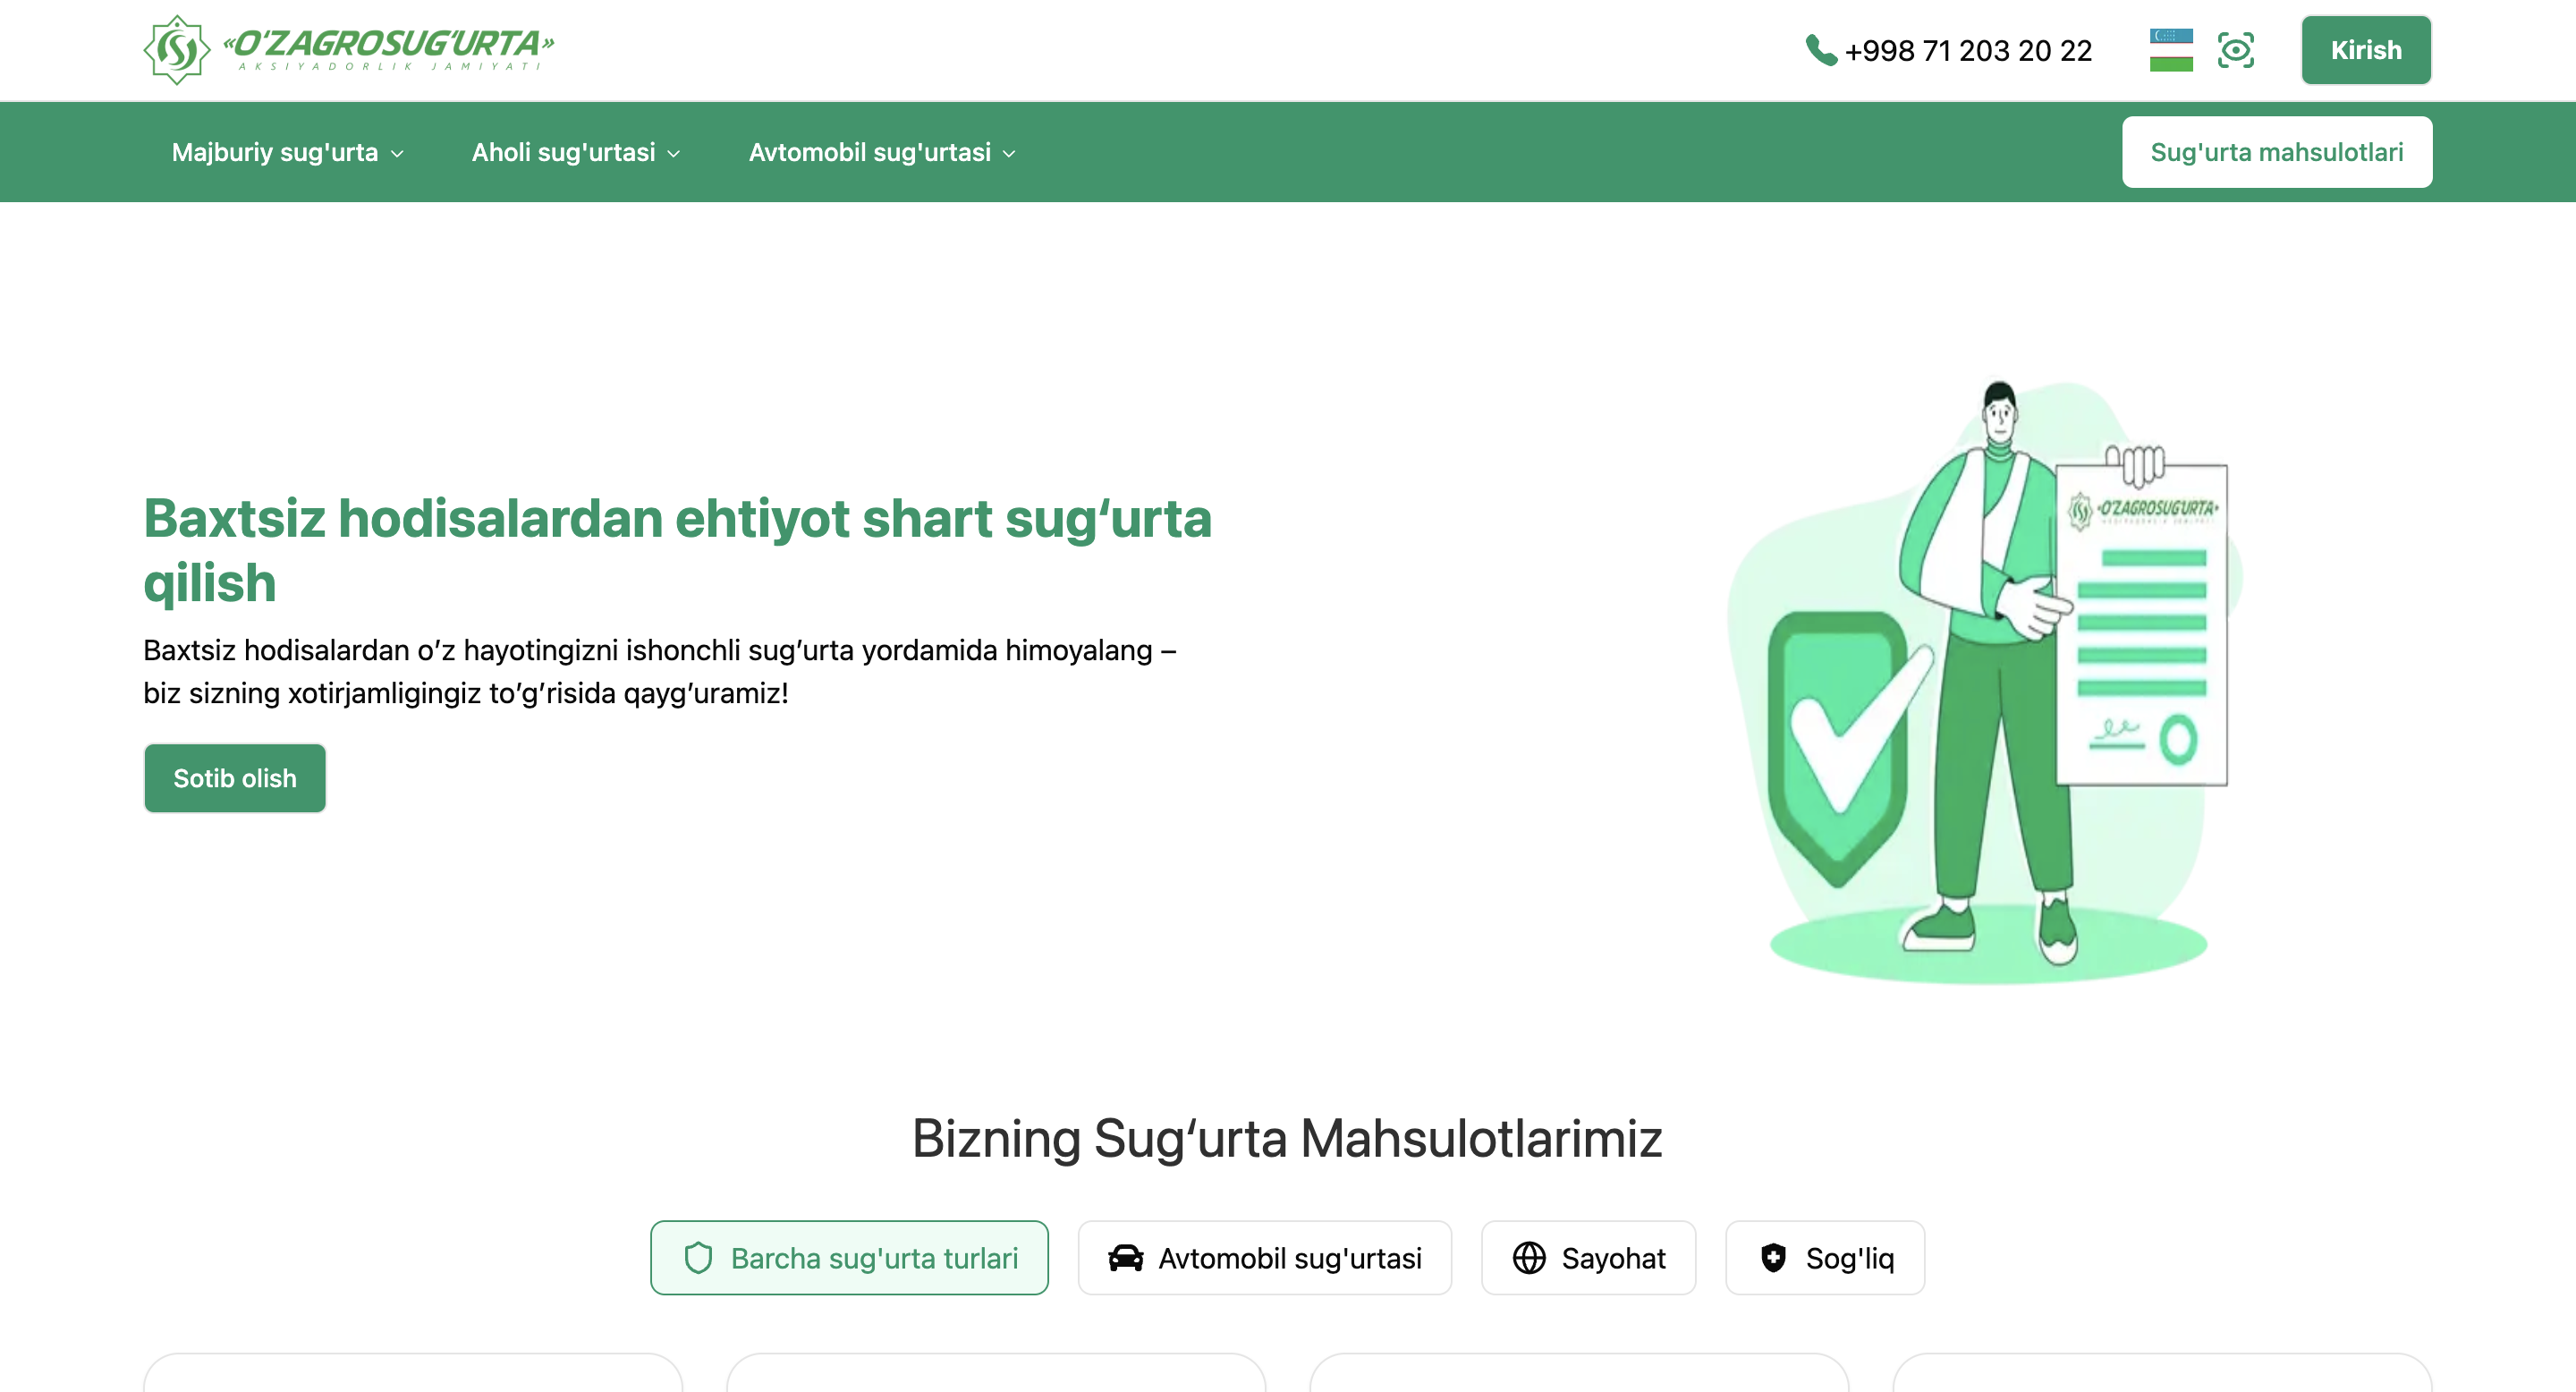 «O‘ZAGROSUG‘URTA»
AKSIYADORLIK JAMIYATI
+998 71 203 20 22
Kirish
Majburiy sug'urta
Aholi sug'urtasi
Avtomobil sug'urtasi
Sug'urta mahsulotlari
Baxtsiz hodisalardan ehtiyot shart sug‘urta
qilish
Baxtsiz hodisalardan o’z hayotingizni ishonchli sug’urta yordamida himoyalang –
biz sizning xotirjamligingiz to’g’risida qayg’uramiz!
Sotib olish
«O‘ZAGROSUG‘URTA»
Bizning Sug‘urta Mahsulotlarimiz
Barcha sug'urta turlari
Avtomobil sug'urtasi
Sayohat
Sog'liq